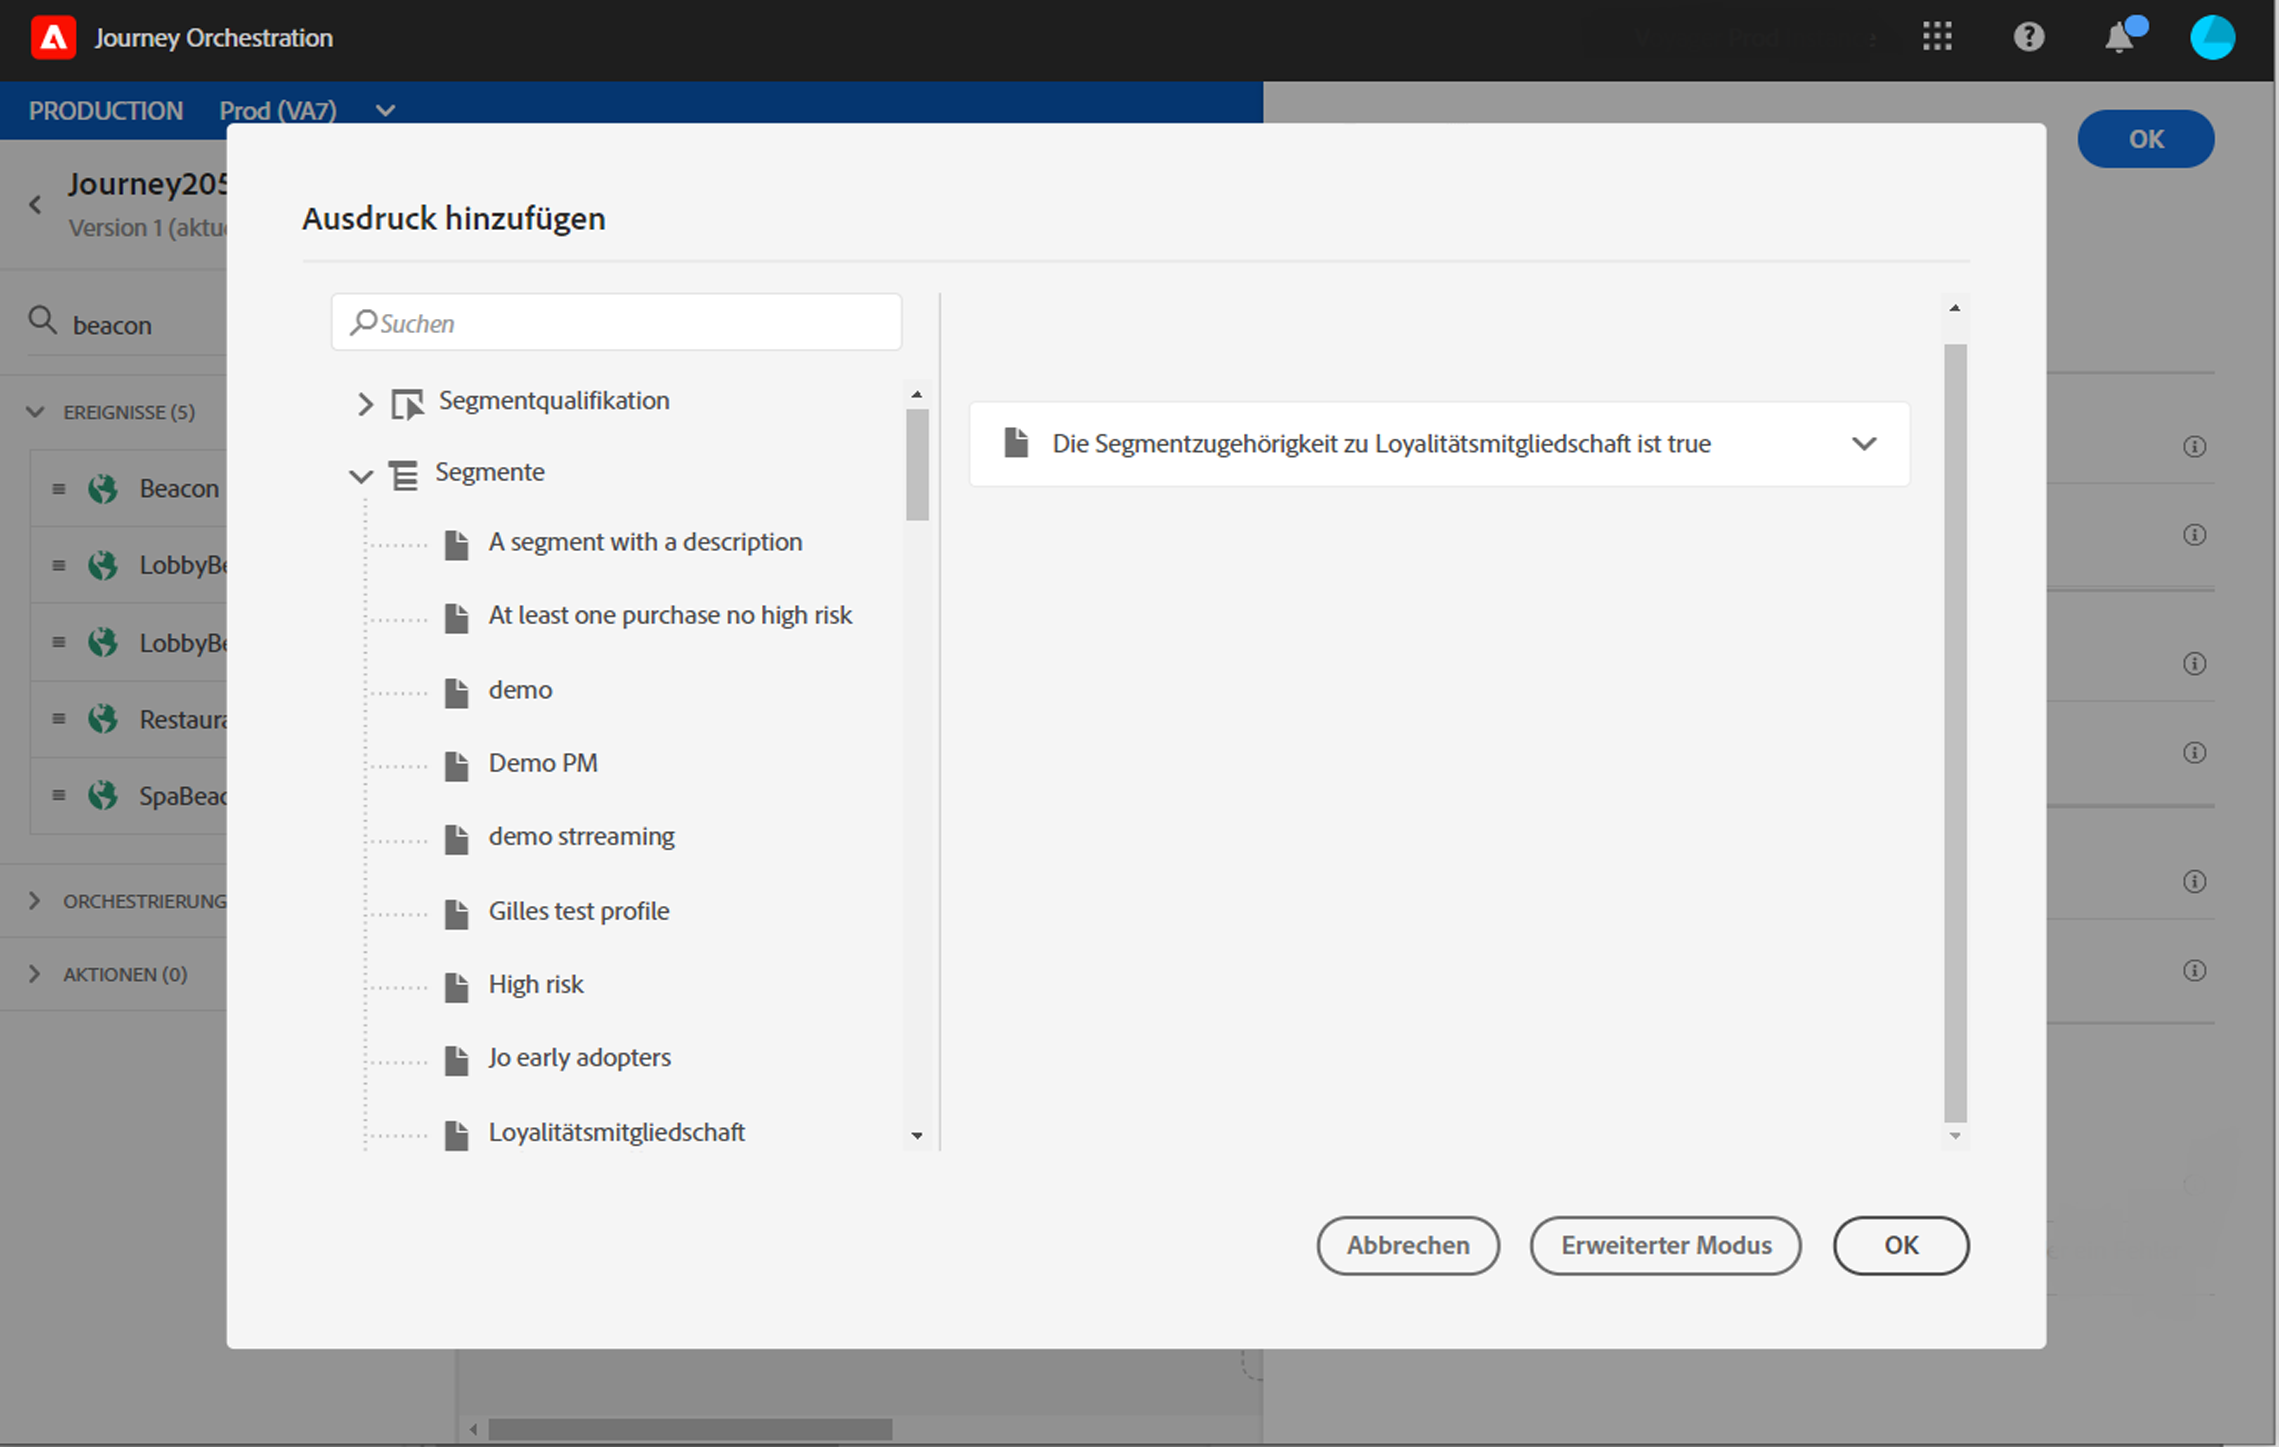 Journey Orchestration
PRODUCTION Prod (VA7)
OK
Journey205
Version 1 (aktu
beacon
EREIGNISSE (5)
Beacon
LobbyBe
LobbyBe
Restaura
SpaBeac
ORCHESTRIERUNG
AKTIONEN (0)
Ausdruck hinzufügen
Suchen
Segmentqualifikation
Segmente
A segment with a description
At least one purchase no high risk
demo
Demo PM
demo strreaming
Gilles test profile
High risk
Jo early adopters
Loyalitätsmitgliedschaft
Die Segmentzugehörigkeit zu Loyalitätsmitgliedschaft ist true
Abbrechen
Erweiterter Modus
OK